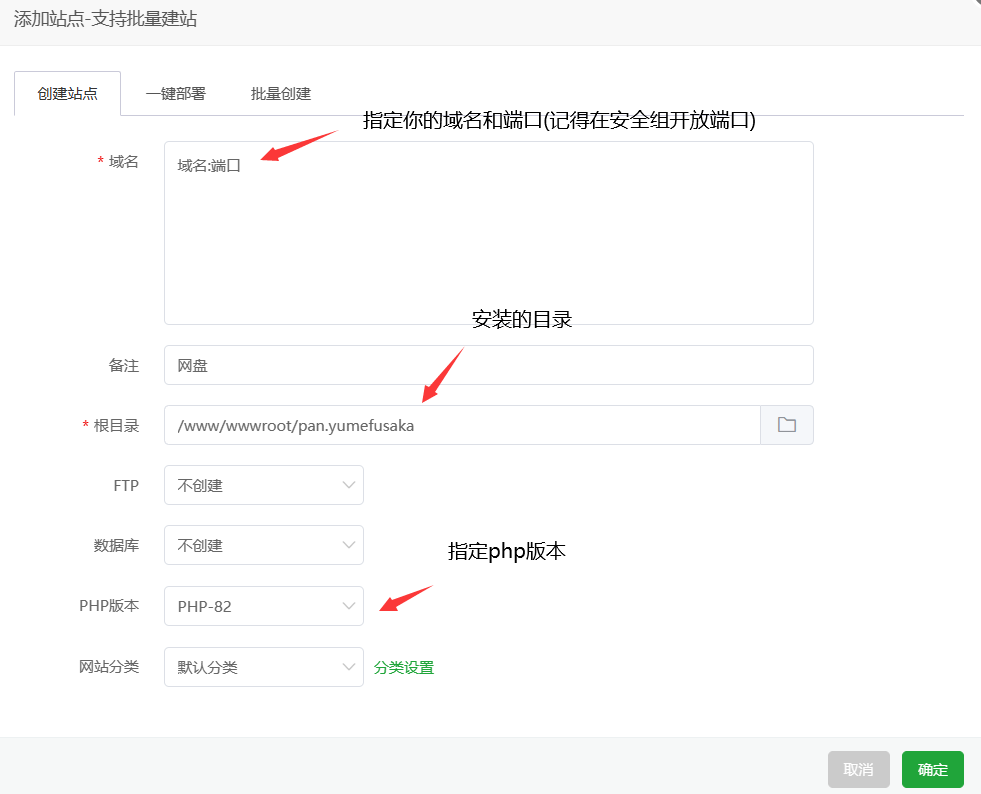 添加站点-支持批量建站
创建站点 一键部署 批量创建
指定你的域名和端口(记得在安全组开放端口)
* 域名 域名:端口
安装的目录
备注 网盘
* 根目录 /www/wwwroot/pan.yumefusaka
FTP 不创建
数据库 不创建
指定php版本
PHP版本 PHP-82
网站分类 默认分类 分类设置
取消 确定